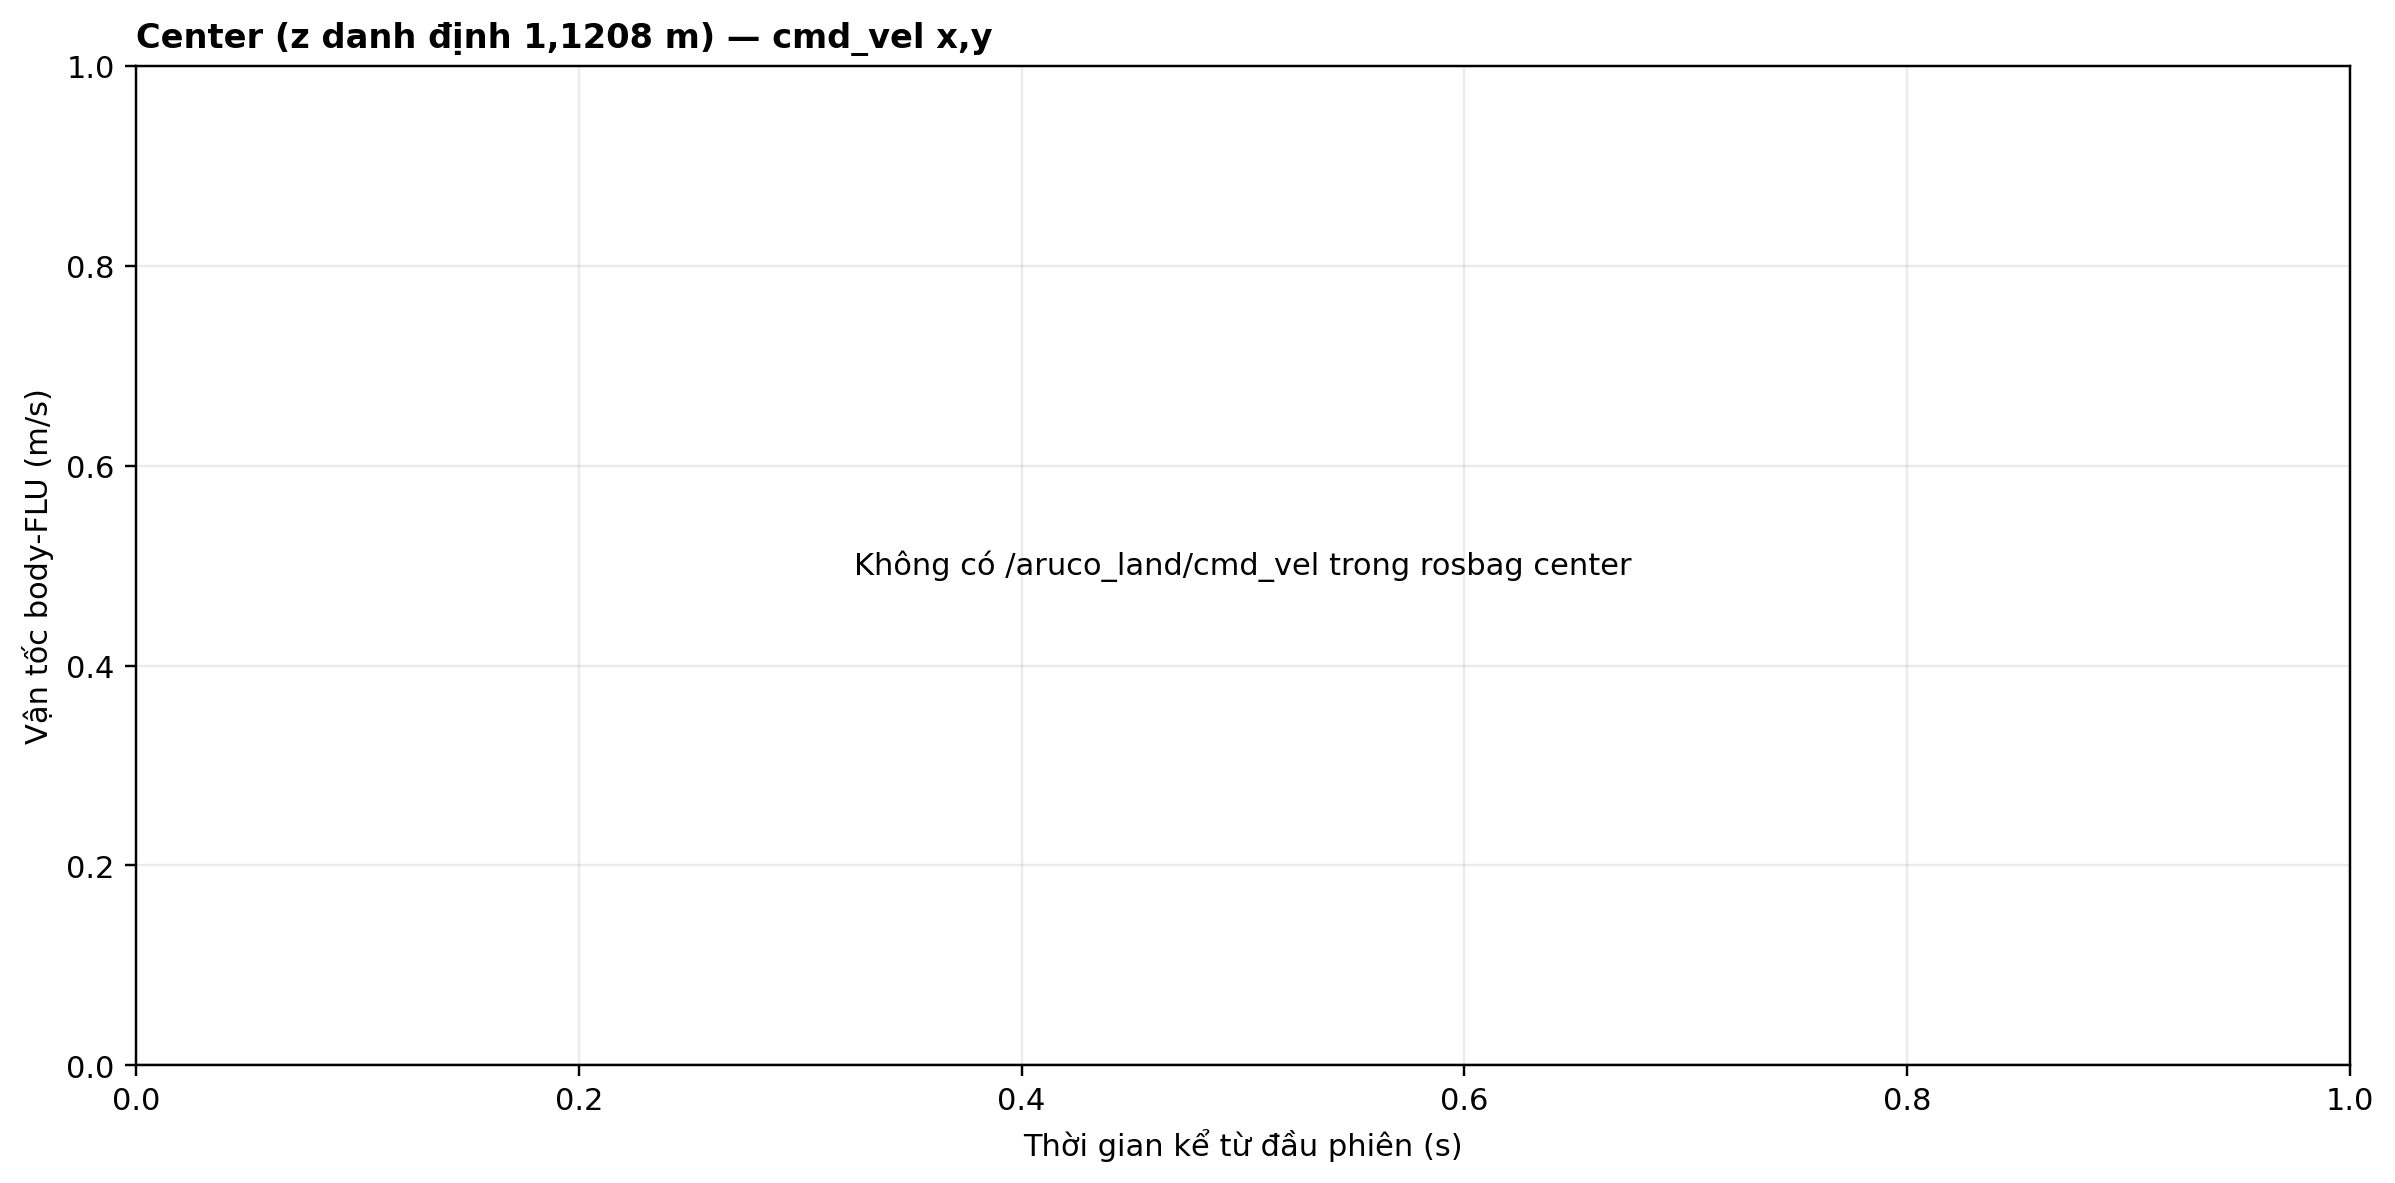 Center (z danh định 1,1208 m) — cmd_vel x,y
1.0
0.8
0.6
0.4
0.2
0.0
Vận tốc body-FLU (m/s)
Không có /aruco_land/cmd_vel trong rosbag center
0.0 0.2 0.4 0.6 0.8 1.0
Thời gian kể từ đầu phiên (s)